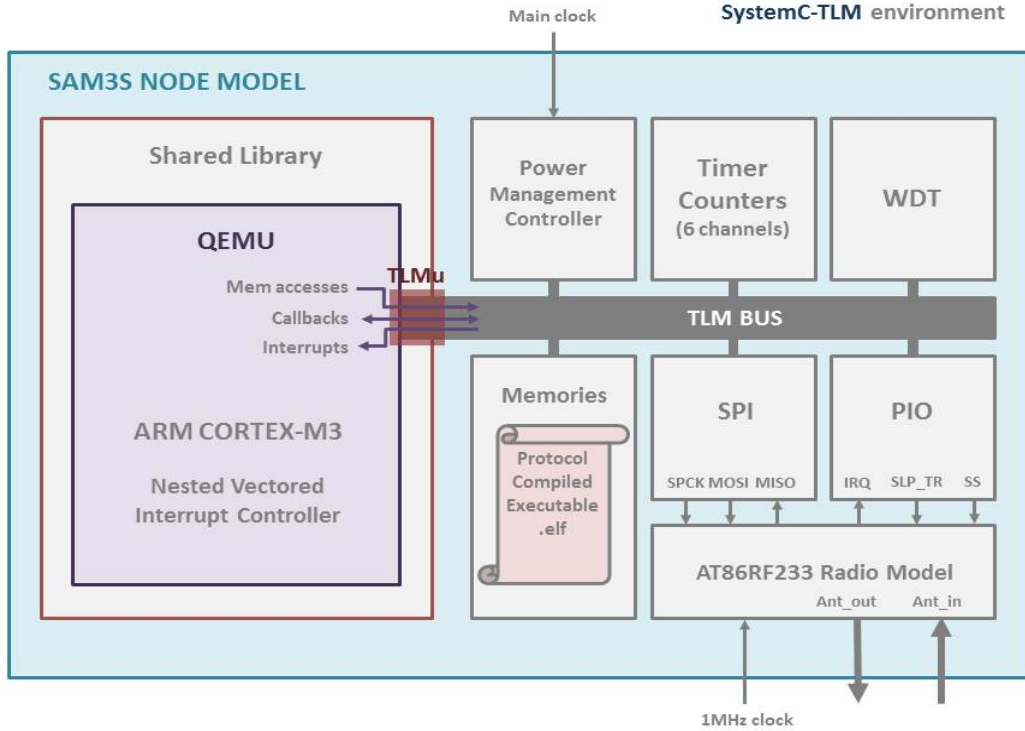 Main clock
SystemC-TLM environment
SAM3S NODE MODEL
Shared Library
QEMU
TLMu
Mem accesses
Callbacks
Interrupts
ARM CORTEX-M3
Nested Vectored
Interrupt Controller
Power
Management
Controller
Timer
Counters
(6 channels)
WDT
TLM BUS
Memories
Protocol
Compiled
Executable
.elf
SPI
SPCK MOSI MISO
PIO
IRQ SLP_TR SS
AT86RF233 Radio Model
Ant_out Ant_in
1MHz clock